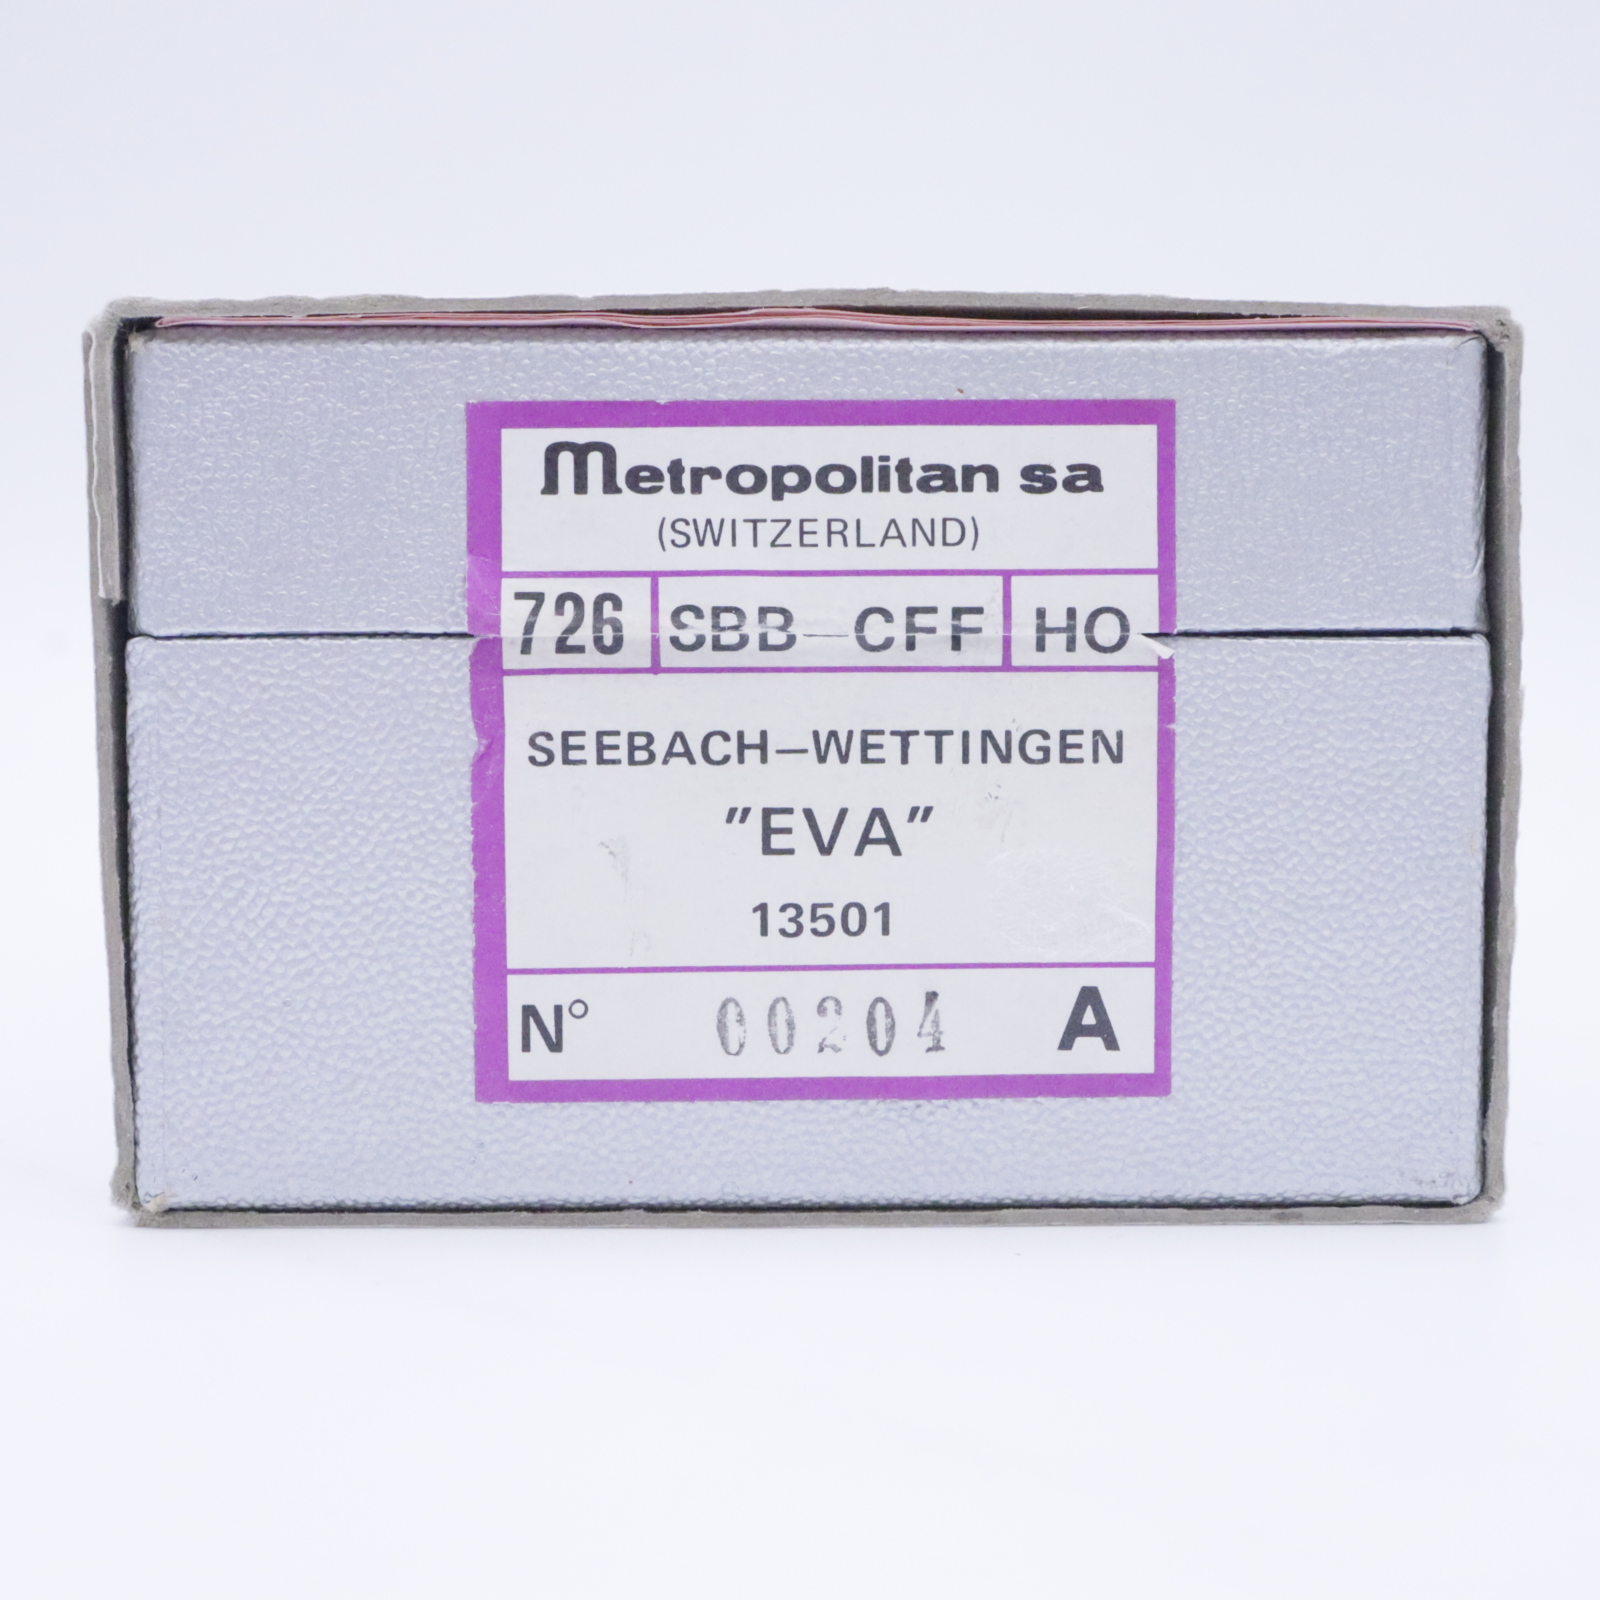 Metropolitan sa
(SWITZERLAND)
726 SBB—CFF HO
SEEBACH—WETTINGEN
"EVA"
13501
N° 00204 A